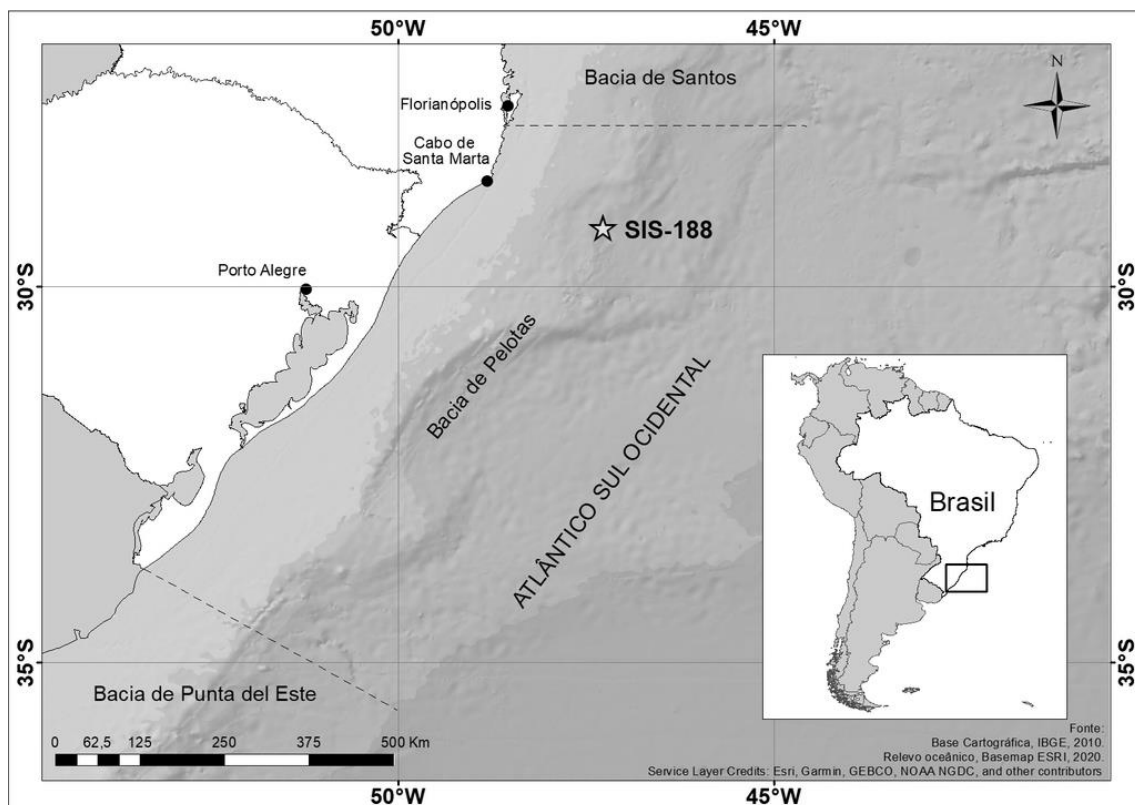 50°W
45°W
Bacia de Santos
N
Florianópolis
Cabo de
Santa Marta
SIS-188
Porto Alegre
30°S
30°S
Bacia de Pelotas
ATLÂNTICO SUL OCIDENTAL
Brasil
35°S
35°S
Bacia de Punta del Este
0 62,5 125 250 375 500 Km
Fonte:
Base Cartográfica, IBGE, 2010.
Relevo oceânico, Basemap ESRI, 2020.
Service Layer Credits: Esri, Garmin, GEBCO, NOAA NGDC, and other contributors
50°W
45°W